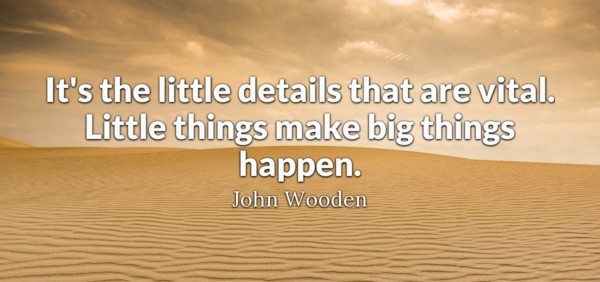 It's the little details that are vital.
Little things make big things
happen.
John Wooden